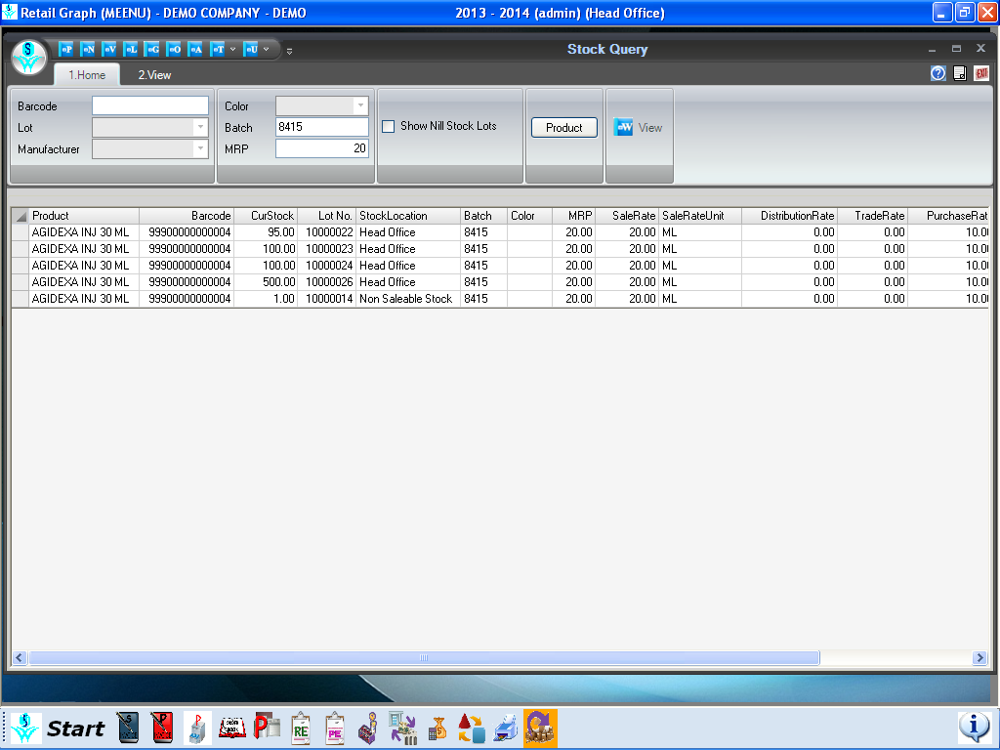 Retail Graph (MEENU) - DEMO COMPANY - DEMO 2013 - 2014 (admin) (Head Office)
S P N V L G O A T U Stock Query
1.Home 2.View EXIT
Barcode Color
Lot Batch 8415 Show Nill Stock Lots Product W View
Manufacturer MRP 20
Product Barcode CurStock Lot No. StockLocation Batch Color MRP SaleRate SaleRateUnit DistributionRate TradeRate PurchaseRat
AGIDEXA INJ 30 ML 99900000000004 95.00 10000022 Head Office 8415 20.00 20.00 ML 0.00 0.00 10.0
AGIDEXA INJ 30 ML 99900000000004 100.00 10000023 Head Office 8415 20.00 20.00 ML 0.00 0.00 10.0
AGIDEXA INJ 30 ML 99900000000004 100.00 10000024 Head Office 8415 20.00 20.00 ML 0.00 0.00 10.0
AGIDEXA INJ 30 ML 99900000000004 500.00 10000026 Head Office 8415 20.00 20.00 ML 0.00 0.00 10.0
AGIDEXA INJ 30 ML 99900000000004 1.00 10000014 Non Saleable Stock 8415 20.00 20.00 ML 0.00 0.00 10.0
Start S P P RE PE